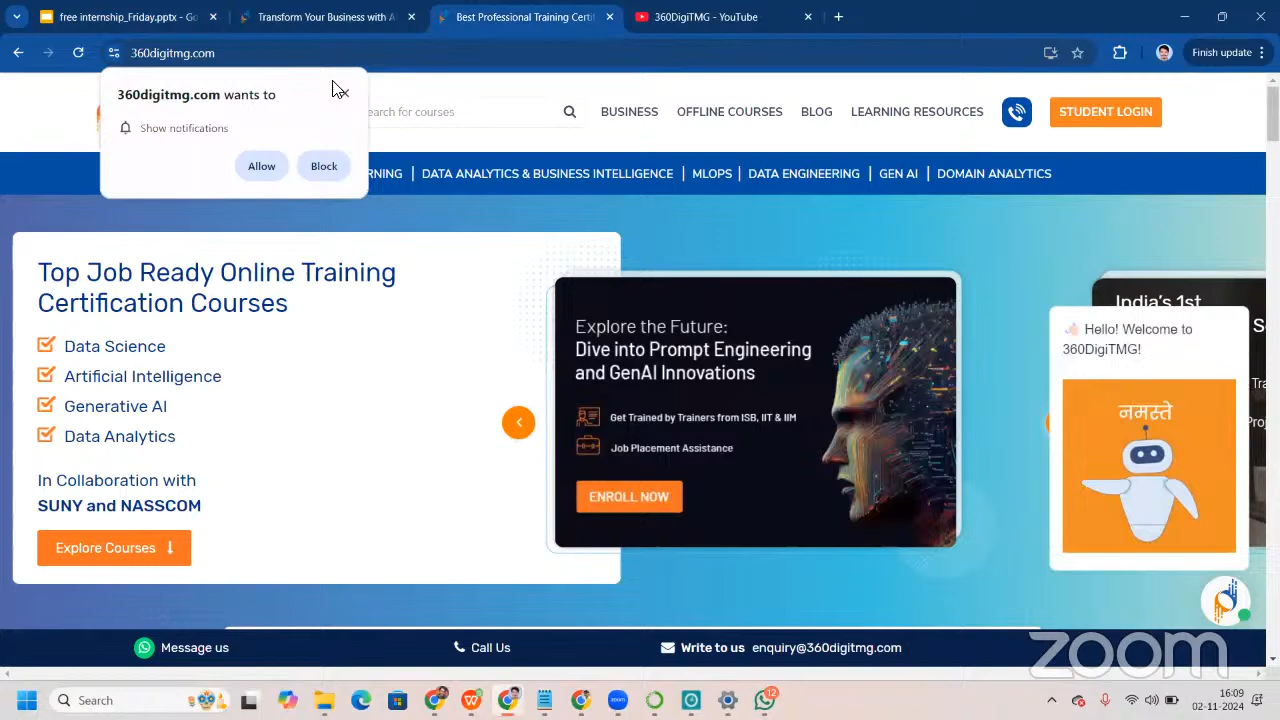 free internship_Friday.pptx - Go
Transform Your Business with A
Best Professional Training Certi
360DigiTMG - YouTube
360digitmg.com
Finish update
360digitmg.com wants to
Show notifications
Allow
Block
earch for courses
BUSINESS
OFFLINE COURSES
BLOG
LEARNING RESOURCES
STUDENT LOGIN
RNING
DATA ANALYTICS & BUSINESS INTELLIGENCE
MLOPS
DATA ENGINEERING
GEN AI
DOMAIN ANALYTICS
Top Job Ready Online Training
Certification Courses
Data Science
Artificial Intelligence
Generative AI
Data Analytics
In Collaboration with
SUNY and NASSCOM
Explore Courses
Explore the Future:
Dive into Prompt Engineering
and GenAI Innovations
Get Trained by Trainers from ISB, IIT & IIM
Job Placement Assistance
ENROLL NOW
India's 1st
Hello! Welcome to
360DigiTMG!
नमस्ते
Message us
Call Us
Write to us enquiry@360digitmg.com
zoom
Search
12
16:09
02-11-2024